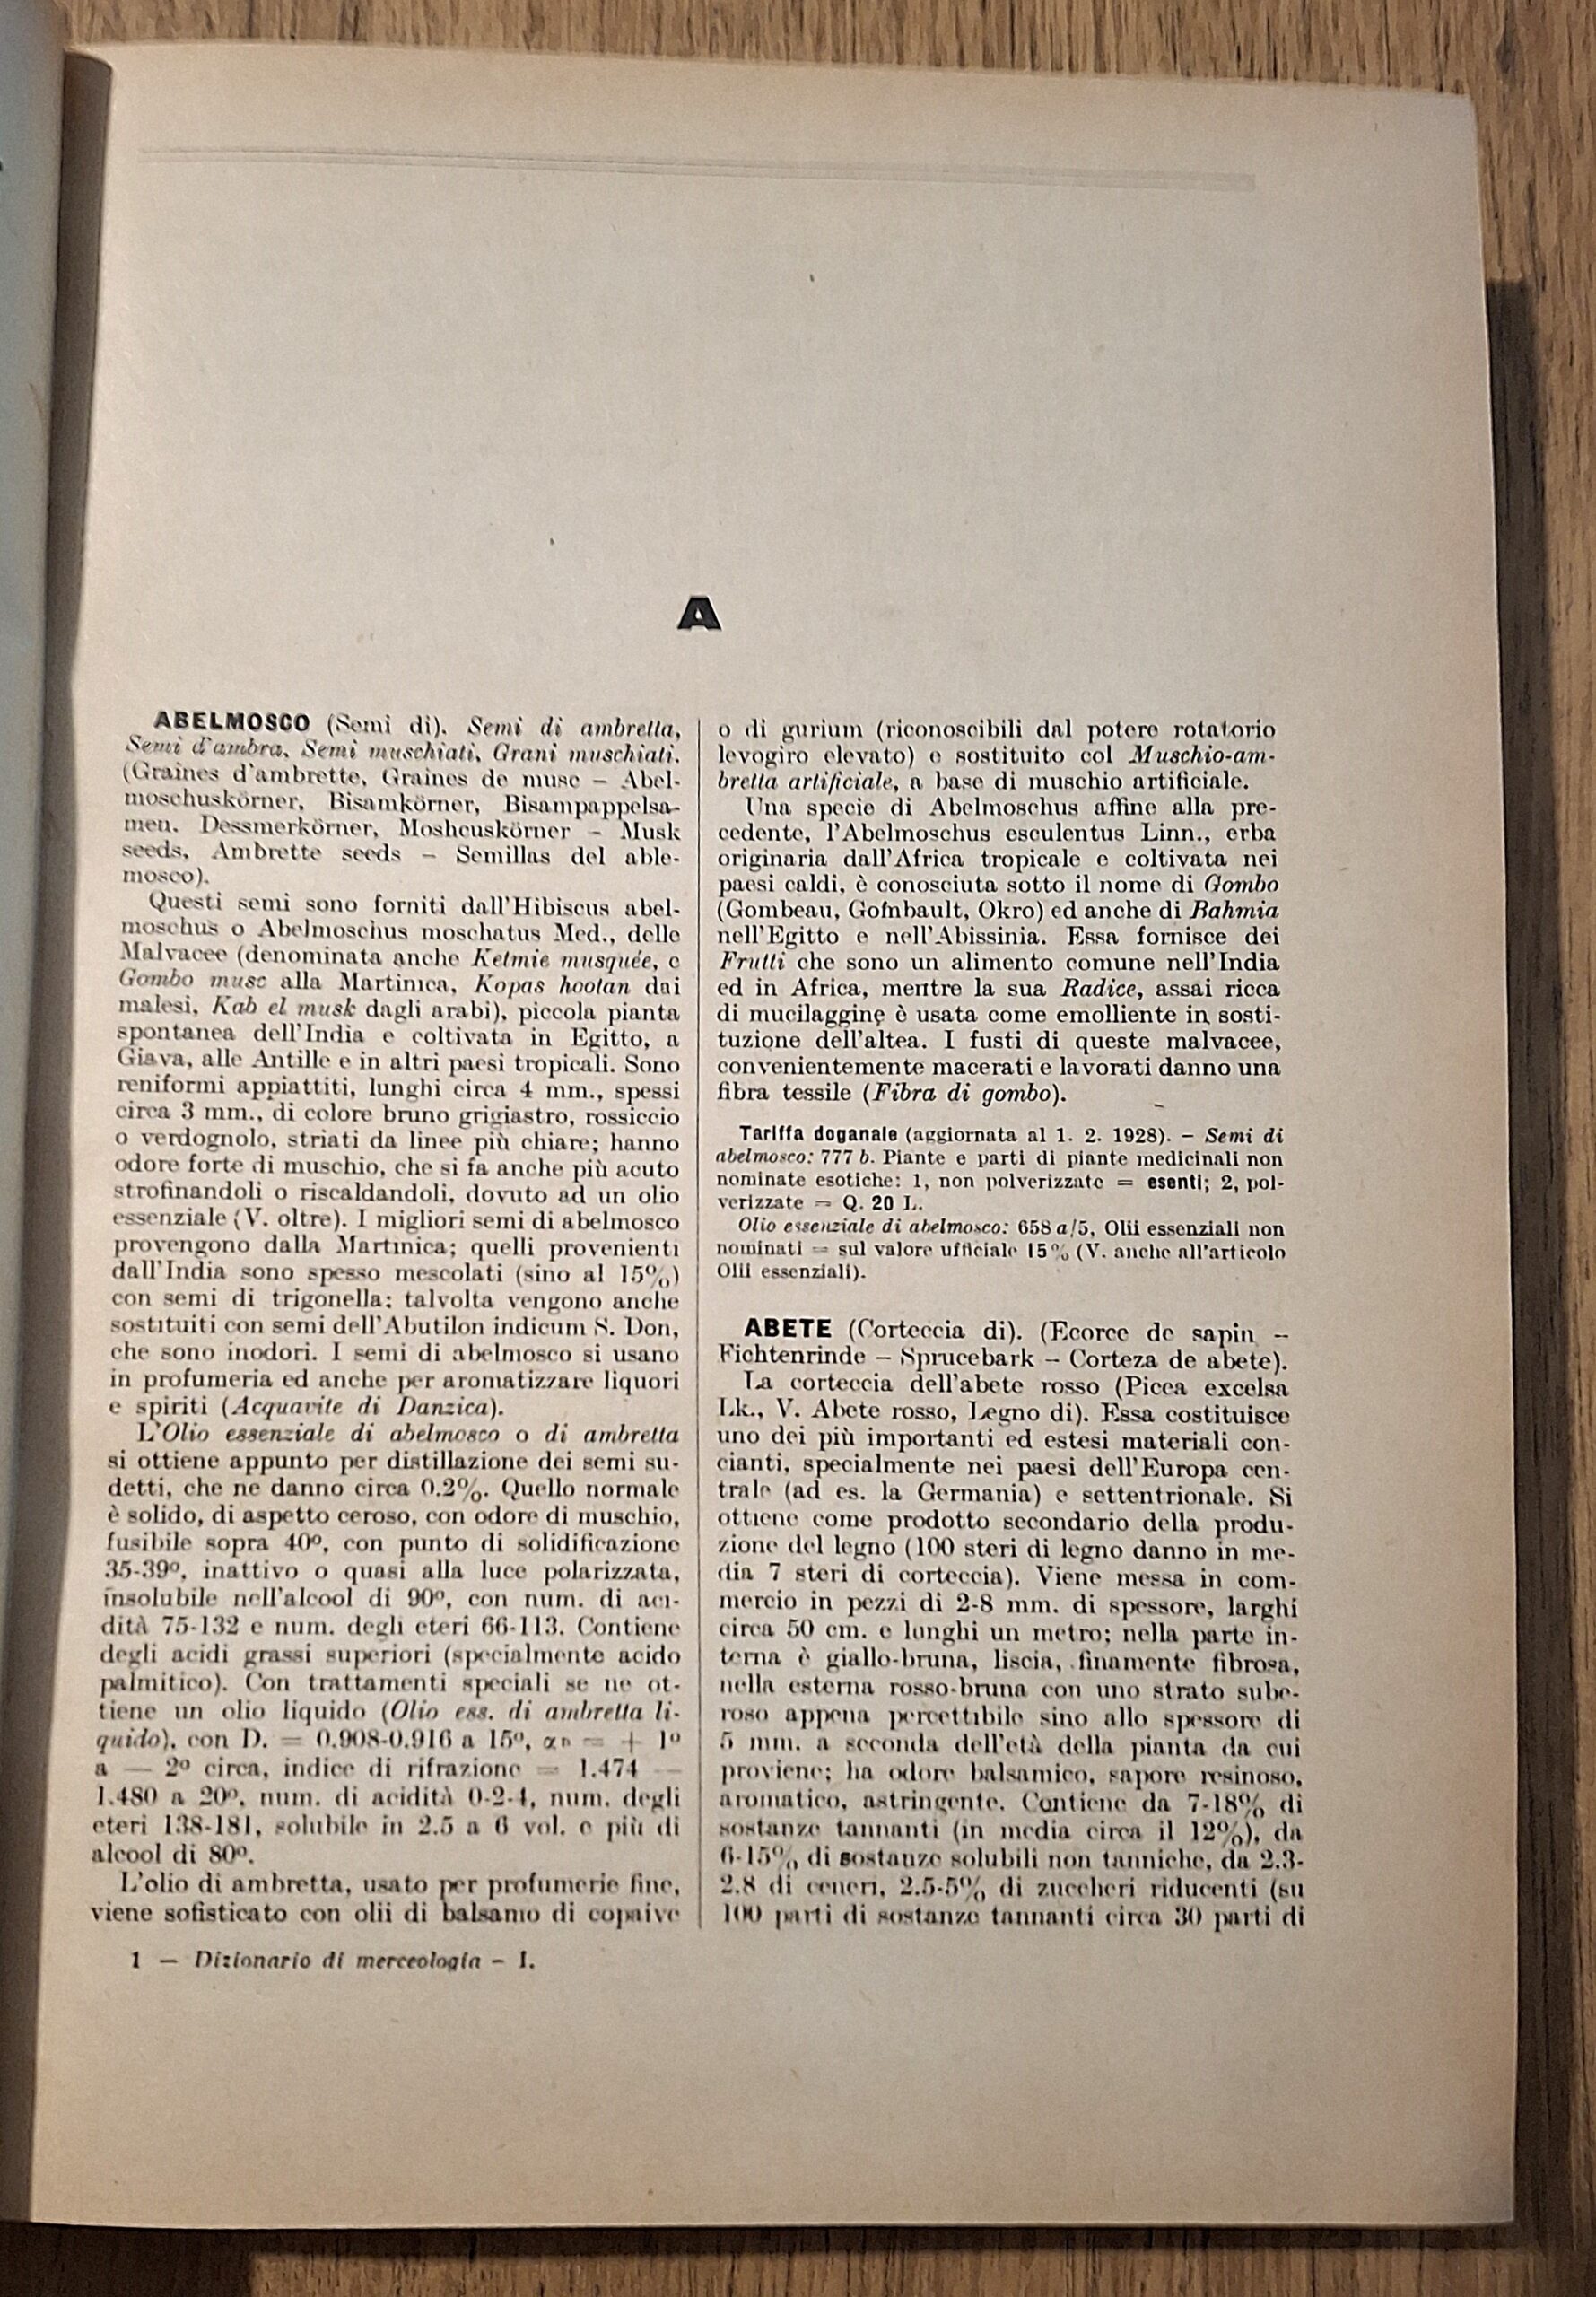 A
ABELMOSCO (Semi di). Semi di ambretta,
Semi d'ambra, Semi muschiati, Grani muschiati.
(Graines d'ambrette, Graines de musc – Abel-
moschuskörner, Bisamkörner, Bisampappelsa-
men. Dessmerkörner, Mosheuskörner – Musk
seeds, Ambrette seeds – Semillas del able-
mosco).
Questi semi sono forniti dall'Hibiscus abel-
moschus o Abelmoschus moschatus Med., delle
Malvacee (denominata anche Ketmie musquée, e
Gombo musc alla Martinica, Kopas hootan dai
malesi, Kab el musk dagli arabi), piccola pianta
spontanea dell'India e coltivata in Egitto, a
Giava, alle Antille e in altri paesi tropicali. Sono
reniformi appiattiti, lunghi circa 4 mm., spessi
circa 3 mm., di colore bruno grigiastro, rossiccio
o verdognolo, striati da linee più chiare; hanno
odore forte di muschio, che si fa anche più acuto
strofinandoli o riscaldandoli, dovuto ad un olio
essenziale (V. oltre). I migliori semi di abelmosco
provengono dalla Martinica; quelli provenienti
dall'India sono spesso mescolati (sino al 15%)
con semi di trigonella; talvolta vengono anche
sostituiti con semi dell'Abutilon indicum S. Don,
che sono inodori. I semi di abelmosco si usano
in profumeria ed anche per aromatizzare liquori
e spiriti (Acquavite di Danzica).
L'Olio essenziale di abelmosco o di ambretta
si ottiene appunto per distillazione dei semi su-
detti, che ne danno circa 0.2%. Quello normale
è solido, di aspetto ceroso, con odore di muschio,
fusibile sopra 40º, con punto di solidificazione
35-39º, inattivo o quasi alla luce polarizzata,
insolubile nell'alcool di 90º, con num. di aci-
dità 75-132 e num. degli eteri 66-113. Contiene
degli acidi grassi superiori (specialmente acido
palmitico). Con trattamenti speciali se ne ot-
tiene un olio liquido (Olio ess. di ambretta li-
quido), con D. = 0.908-0.916 a 15º, αD = + 1º
a — 2º circa, indice di rifrazione = 1.474 —
1.480 a 20º, num. di acidità 0-2-4, num. degli
eteri 138-181, solubile in 2.5 a 6 vol. e più di
alcool di 80º.
L'olio di ambretta, usato per profumerie fine,
viene sofisticato con olii di balsamo di copaive
1 — Dizionario di merceologia – I.
o di gurium (riconoscibili dal potere rotatorio
levogiro elevato) e sostituito col Muschio-am-
bretta artificiale, a base di muschio artificiale.
Una specie di Abelmoschus affine alla pre-
cedente, l'Abelmoschus esculentus Linn., erba
originaria dall'Africa tropicale e coltivata nei
paesi caldi, è conosciuta sotto il nome di Gombo
(Gombeau, Gombault, Okro) ed anche di Bahmia
nell'Egitto e nell'Abissinia. Essa fornisce dei
Frutti che sono un alimento comune nell'India
ed in Africa, mentre la sua Radice, assai ricca
di mucilaggine è usata come emolliente in sosti-
tuzione dell'altea. I fusti di queste malvacee,
convenientemente macerati e lavorati danno una
fibra tessile (Fibra di gombo).
Tariffa doganale (aggiornata al 1. 2. 1928). – Semi di
abelmosco: 777 b. Piante e parti di piante medicinali non
nominate esotiche: 1, non polverizzate = esenti; 2, pol-
verizzate = Q. 20 L.
Olio essenziale di abelmosco: 658 a/5, Olii essenziali non
nominati = sul valore ufficiale 15% (V. anche all'articolo
Olii essenziali).
ABETE (Corteccia di). (Ecorce de sapin –
Fichtenrinde – Sprucebark – Corteza de abete).
La corteccia dell'abete rosso (Picea excelsa
Lk., V. Abete rosso, Legno di). Essa costituisce
uno dei più importanti ed estesi materiali con-
cianti, specialmente nei paesi dell'Europa cen-
trale (ad es. la Germania) e settentrionale. Si
ottiene come prodotto secondario della produ-
zione del legno (100 steri di legno danno in me-
dia 7 steri di corteccia). Viene messa in com-
mercio in pezzi di 2-8 mm. di spessore, larghi
circa 50 cm. e lunghi un metro; nella parte in-
terna è giallo-bruna, liscia, finamente fibrosa,
nella esterna rosso-bruna con uno strato sube-
roso appena percettibile sino allo spessore di
5 mm. a seconda dell'età della pianta da cui
proviene; ha odore balsamico, sapore resinoso,
aromatico, astringente. Contiene da 7-18% di
sostanze tannanti (in media circa il 12%), da
6-15% di sostanze solubili non tanniche, da 2.3-
2.8 di ceneri, 2.5-5% di zuccheri riducenti (su
100 parti di sostanze tannanti circa 30 parti di